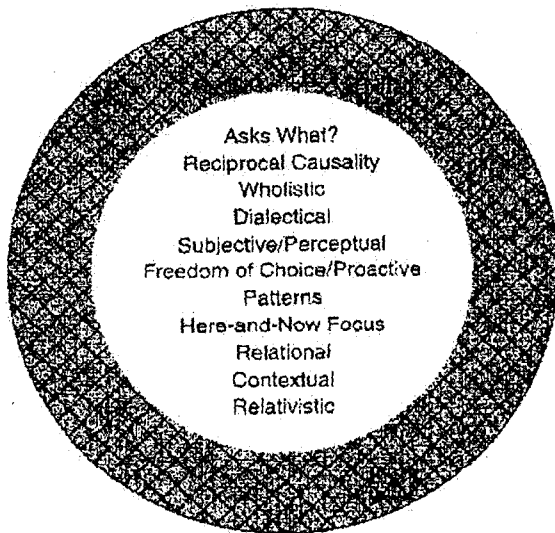 Asks What?
Reciprocal Causality
Wholistic
Dialectical
Subjective/Perceptual
Freedom of Choice/Proactive
Patterns
Here-and-Now Focus
Relational
Contextual
Relativistic